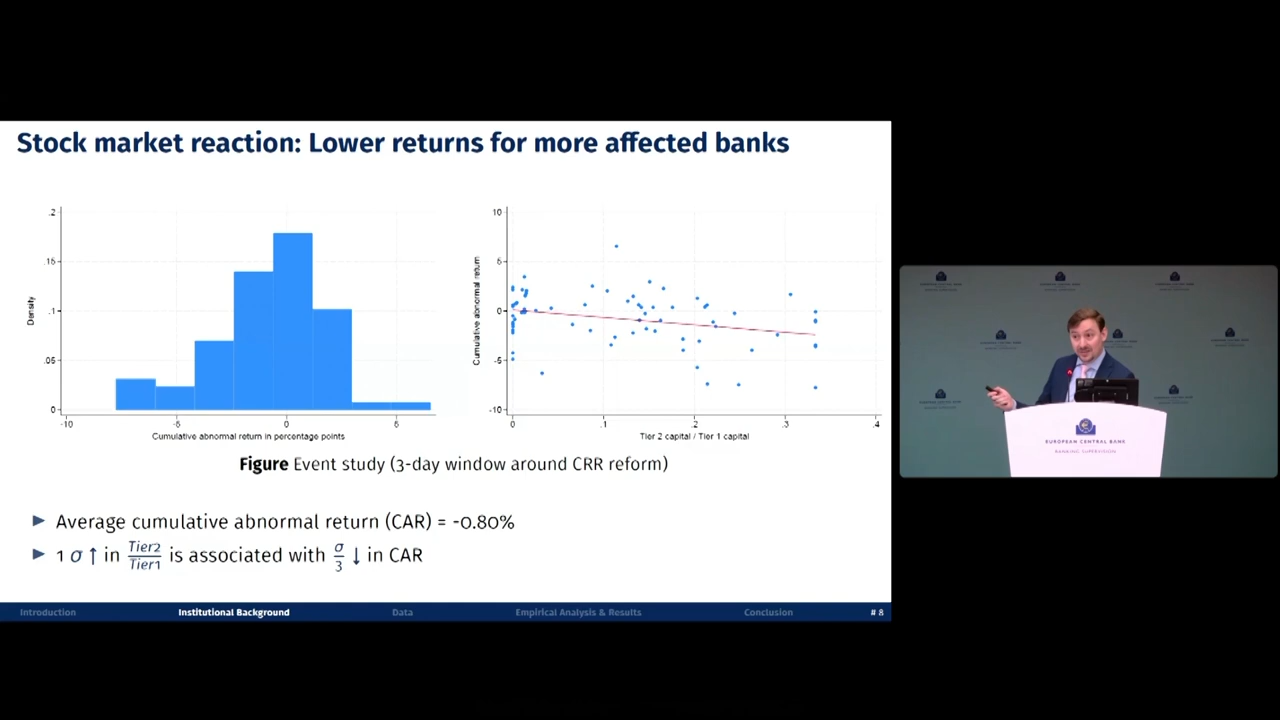 Stock market reaction: Lower returns for more affected banks
.2
.15
.1
.05
0
Density
-10
-5
0
5
Cumulative abnormal return in percentage points
10
5
0
-5
-10
Cumulative abnormal return
0
.1
.2
.3
.4
Tier 2 capital / Tier 1 capital
Figure Event study (3-day window around CRR reform)
► Average cumulative abnormal return (CAR) = -0.80%
► 1 σ ↑ in Tier2/Tier1 is associated with σ/3 ↓ in CAR
Introduction
Institutional Background
Data
Empirical Analysis & Results
Conclusion
# 8
EUROPEAN CENTRAL BANK
BANKING SUPERVISION